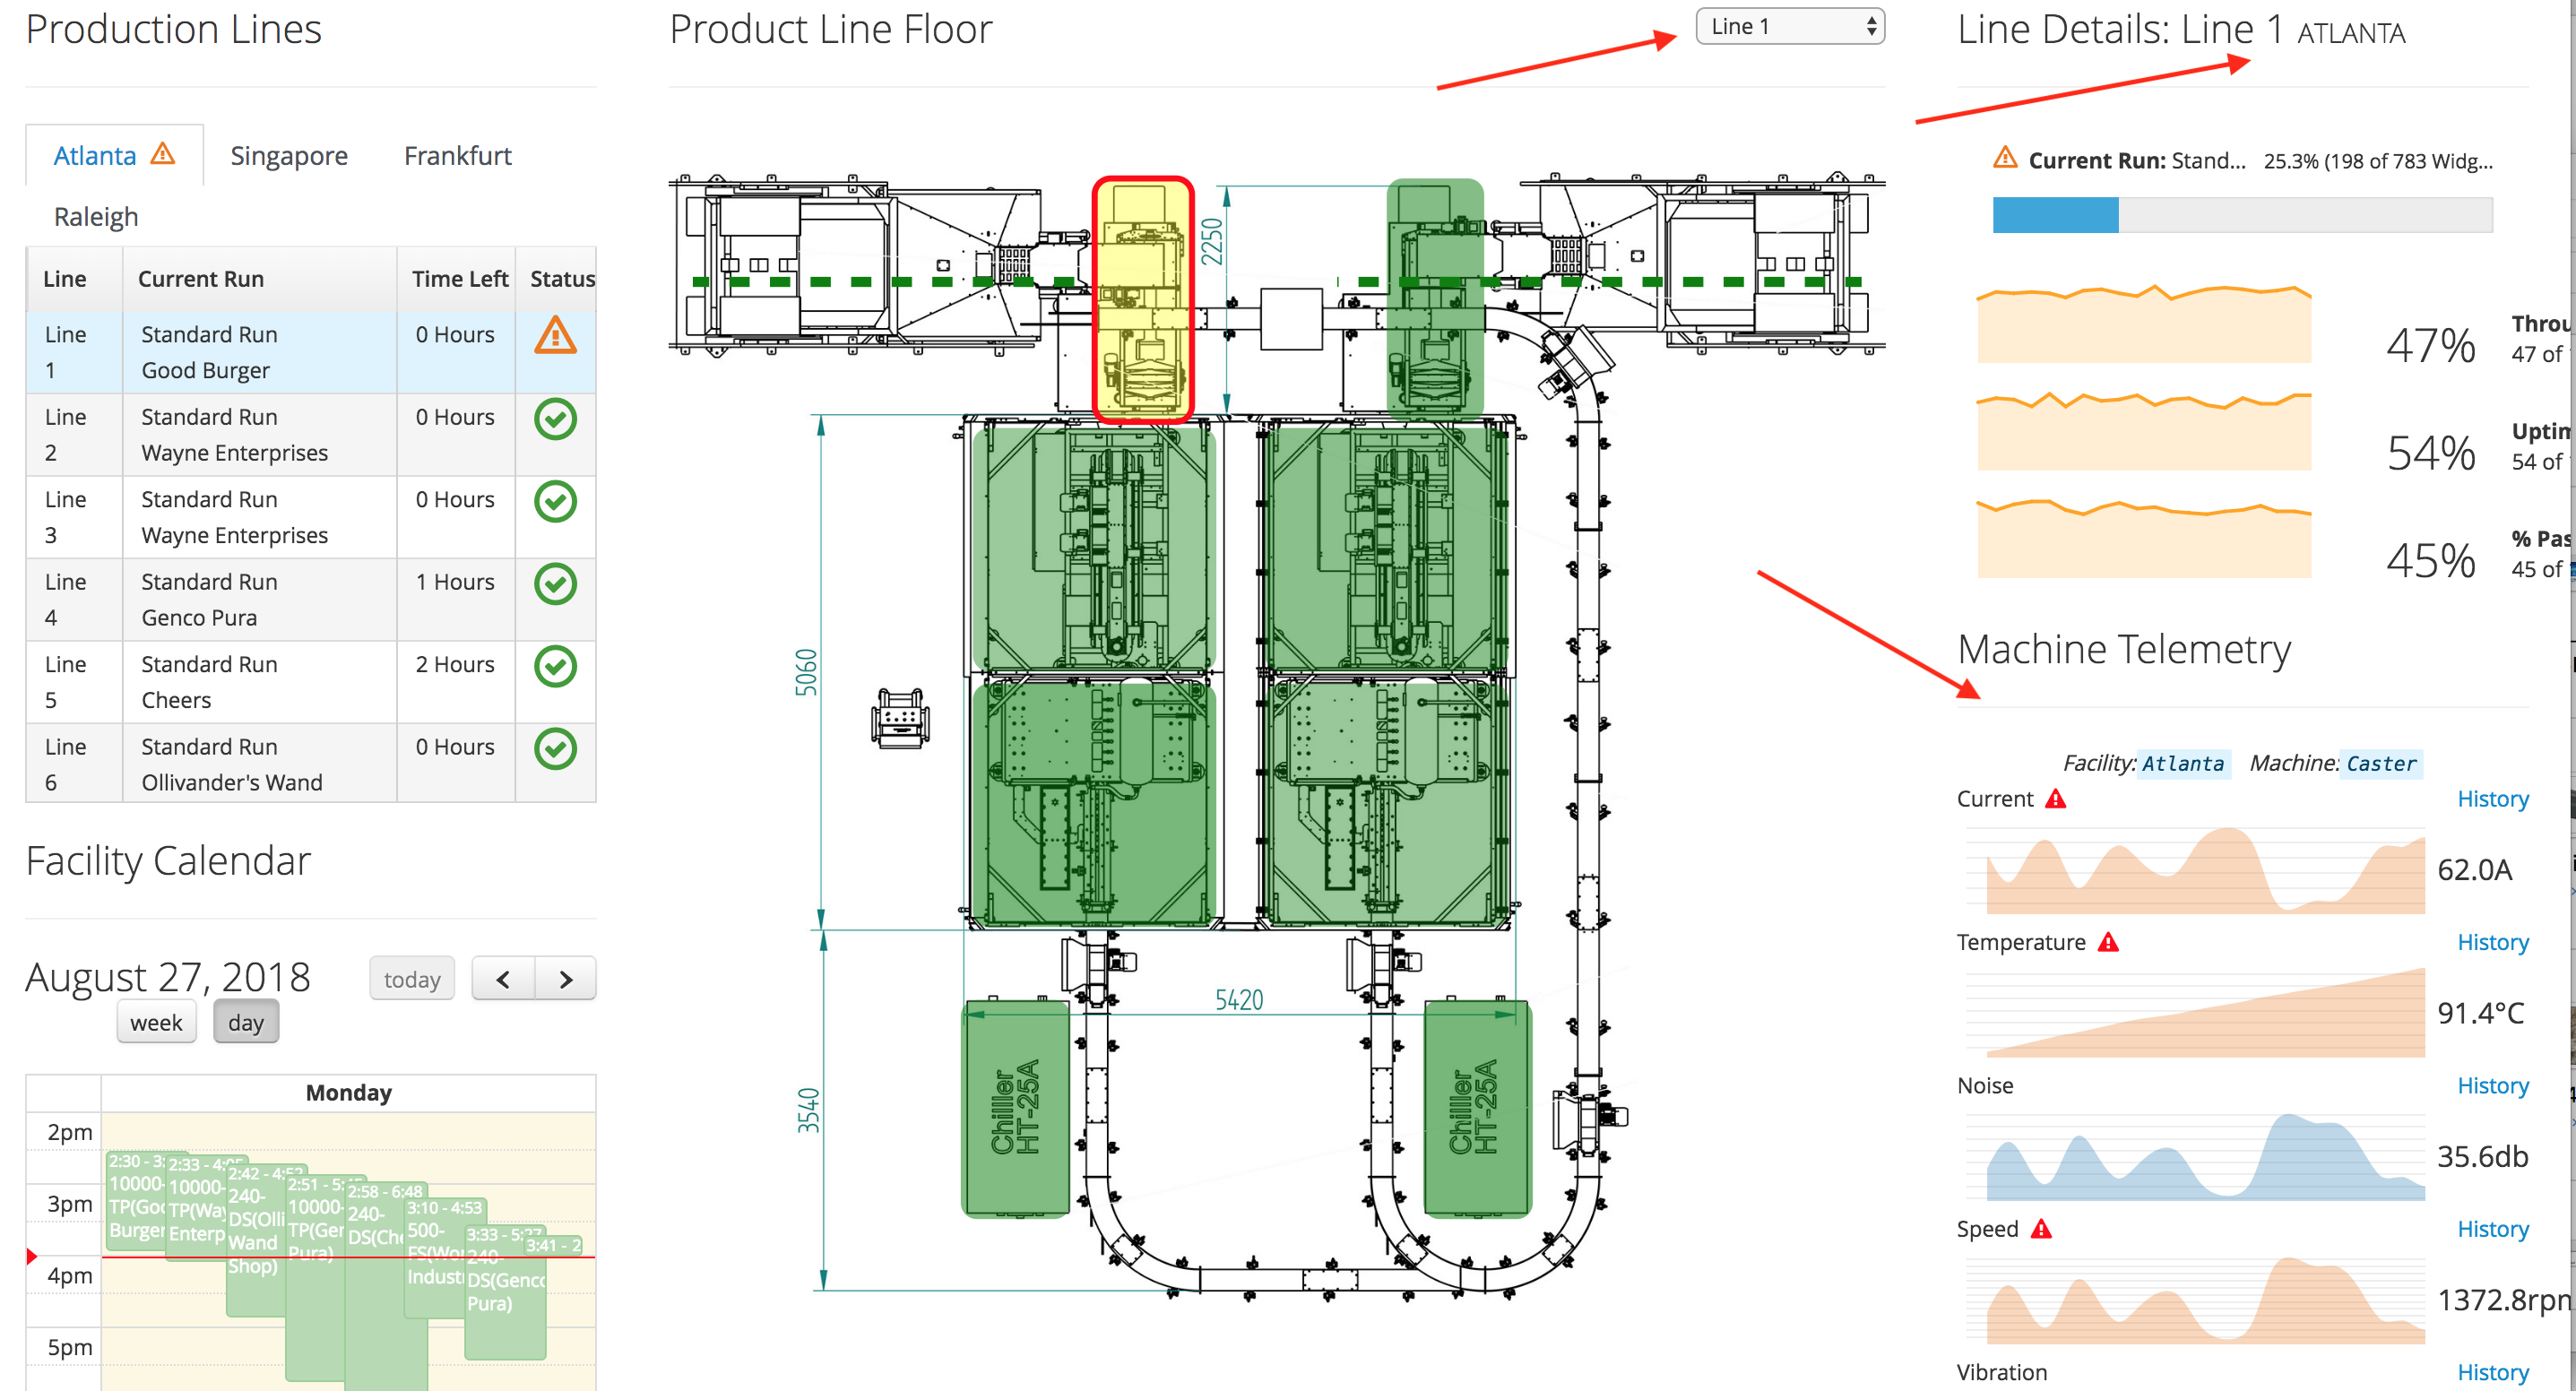 Production Lines
Atlanta
Singapore
Frankfurt
Raleigh
Line Current Run Time Left Status
Line 1 Standard Run Good Burger 0 Hours
Line 2 Standard Run Wayne Enterprises 0 Hours
Line 3 Standard Run Wayne Enterprises 0 Hours
Line 4 Standard Run Genco Pura 1 Hours
Line 5 Standard Run Cheers 2 Hours
Line 6 Standard Run Ollivander's Wand 0 Hours
Facility Calendar
August 27, 2018
today
week
day
Monday
2pm
3pm
4pm
5pm
2:30 - 3:
10000-
TP(Goo
Burger
2:33 - 4:
10000-
TP(Way
Enterp
2:42 - 4:52
240-
DS(Olli
Wand
Shop)
2:51 - 5:
10000-
TP(Gen
Pura)
2:58 - 6:48
240-
DS(Che
3:10 - 4:53
500-
FS(Wo
Indust
3:33 - 5:27
240-
DS(Genco
Pura)
3:41 - 2
Product Line Floor
Line 1
2250
5060
5420
3540
Chiller
HT-25A
Chiller
HT-25A
Line Details: Line 1 ATLANTA
Current Run: Stand... 25.3% (198 of 783 Widg...
47%
Throu
47 of
54%
Uptim
54 of
45%
% Pas
45 of
Machine Telemetry
Facility: Atlanta Machine: Caster
Current History
62.0A
Temperature History
91.4°C
Noise History
35.6db
Speed History
1372.8rpm
Vibration History